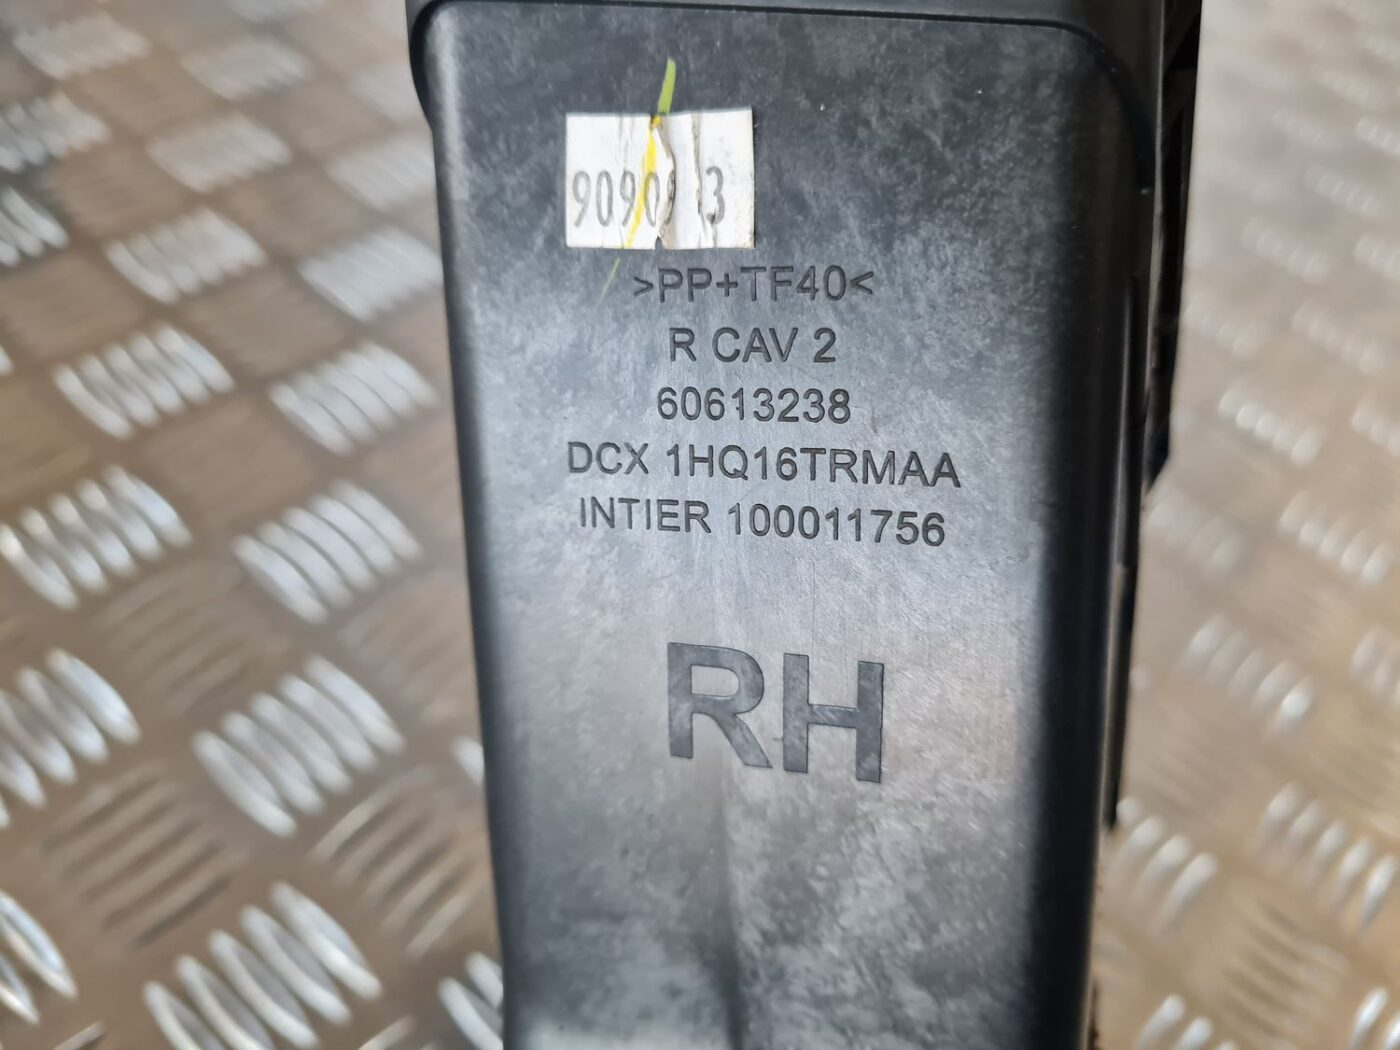 >PP+TF40<
R CAV 2
60613238
DCX 1HQ16TRMAA
INTIER 100011756
RH